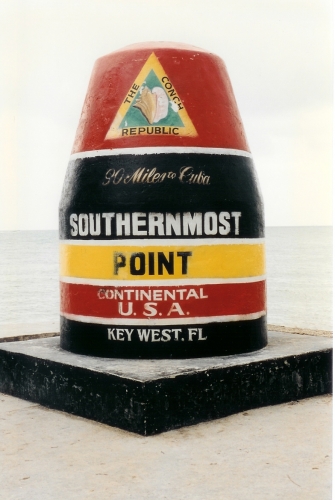 THE CONCH
REPUBLIC
90 Miles to Cuba
SOUTHERNMOST
POINT
CONTINENTAL
U.S.A.
KEY WEST, FL